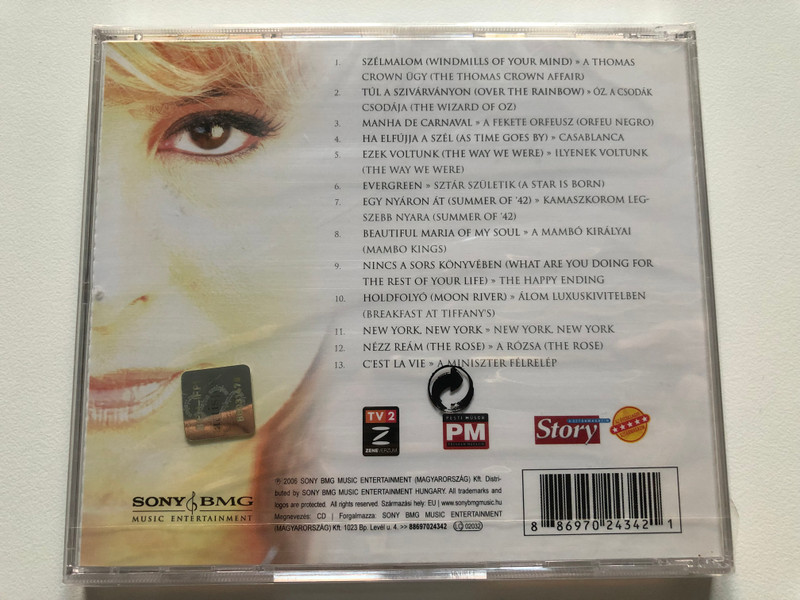 1. SZÉLMALOM (WINDMILLS OF YOUR MIND) » A THOMAS
CROWN ÜGY (THE THOMAS CROWN AFFAIR)
2. TÚL A SZIVÁRVÁNYON (OVER THE RAINBOW) » ÓZ, A CSODÁK
CSODÁJA (THE WIZARD OF OZ)
3. MANHA DE CARNAVAL » A FEKETE ORFEUSZ (ORFEU NEGRO)
4. HA ELFÚJJA A SZÉL (AS TIME GOES BY) » CASABLANCA
5. EZEK VOLTUNK (THE WAY WE WERE) » ILYENEK VOLTUNK
(THE WAY WE WERE)
6. EVERGREEN » SZTÁR SZÜLETIK (A STAR IS BORN)
7. EGY NYÁRON ÁT (SUMMER OF '42) » KAMASZKOROM LEG-
SZEBB NYARA (SUMMER OF '42)
8. BEAUTIFUL MARIA OF MY SOUL » A MAMBÓ KIRÁLYAI
(MAMBO KINGS)
9. NINCS A SORS KÖNYVÉBEN (WHAT ARE YOU DOING FOR
THE REST OF YOUR LIFE) » THE HAPPY ENDING
10. HOLDFOLYÓ (MOON RIVER) » ÁLOM LUXUSKIVITELBEN
(BREAKFAST AT TIFFANY'S)
11. NEW YORK, NEW YORK » NEW YORK, NEW YORK
12. NÉZZ REÁM (THE ROSE) » A RÓZSA (THE ROSE)
13. C'EST LA VIE » A MINISZTER FÉLRELÉP
TV2
Z
ZENEVERZUM
PESTI MŰSOR
PM
Story
SONY BMG
MUSIC ENTERTAINMENT
℗ 2006 SONY BMG MUSIC ENTERTAINMENT (MAGYARORSZÁG) Kft. Distri-
buted by SONY BMG MUSIC ENTERTAINMENT HUNGARY. All trademarks and
logos are protected. All rights reserved. Származási hely: EU | www.sonybmgmusic.hu
Megnevezés: CD | Forgalmazza: SONY BMG MUSIC ENTERTAINMENT
(MAGYARORSZÁG) Kft. 1023 Bp. Levél u. 4. >> 88697024342 LC 02032
8 86970 24342 1